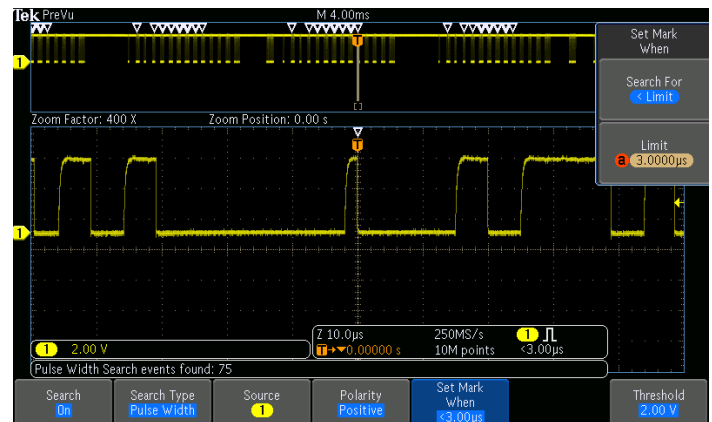 Tek PreVu M 4.00ms
Set Mark
When
1
Search For
< Limit
Zoom Factor: 400 X Zoom Position: 0.00 s
Limit
a 3.0000µs
T
T
1
1 2.00 V
Z 10.0µs 250MS/s 1
T 0.00000 s 10M points <3.00µs
Pulse Width Search events found: 75
Search
On
Search Type
Pulse Width
Source
1
Polarity
Positive
Set Mark
When
<3.00µs
Threshold
2.00 V